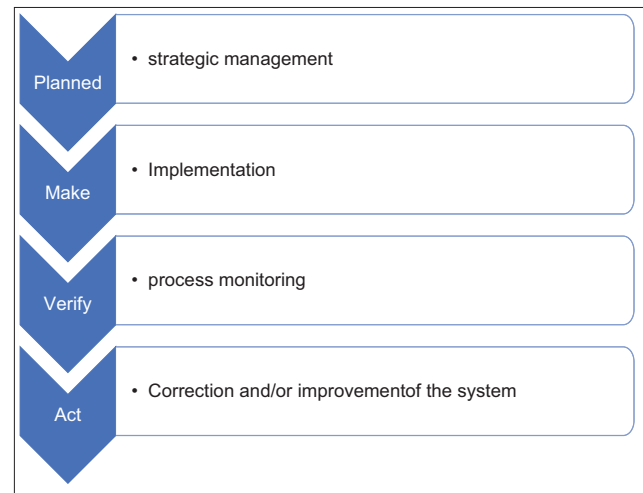 Planned
• strategic management
Make
• Implementation
Verify
• process monitoring
Act
• Correction and/or improvementof the system